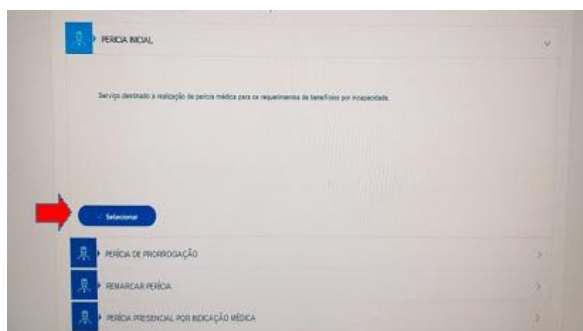 PERÍCIA INICIAL
Serviço destinado a realização de perícia médica para os requerimentos de benefícios por incapacidade.
Selecionar
PERÍCIA DE PRORROGAÇÃO
REMARCAR PERÍCIA
PERÍCIA PRESENCIAL POR INDICAÇÃO MÉDICA